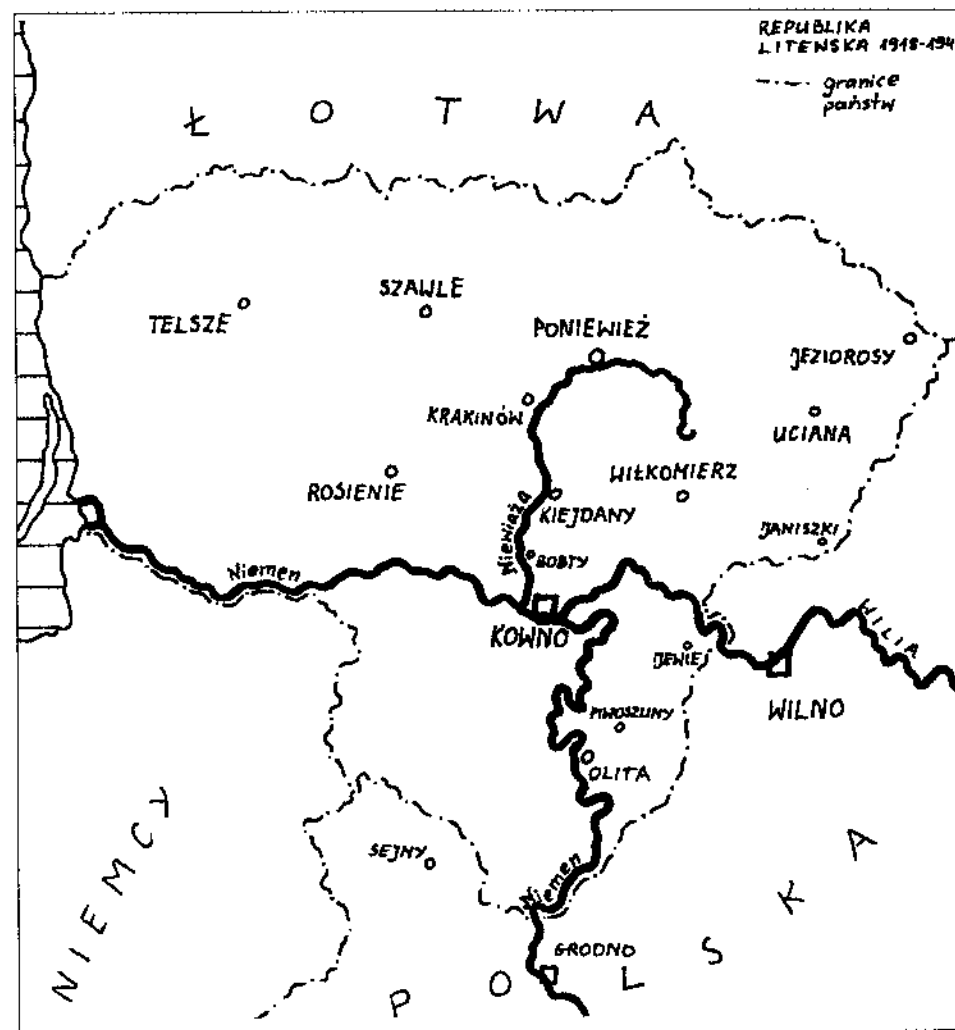 REPUBLIKA
LITEŃSKA 1918-194
granice
państw
ŁOTWA
TELSZE
SZAWLE
PONIEWIEŻ
JEZIOROSY
KRAKINÓW
UCIANA
ROSIENIE
WIŁKOMIERZ
KIEJDANY
Niewiaża
JANISZKI
BOBTY
Niemen
KOWNO
WILIA
JEWIEJ
WILNO
PIWOSZUNY
OLITA
NIEMCY
SEJNY
Niemen
GRODNO
POLSKA